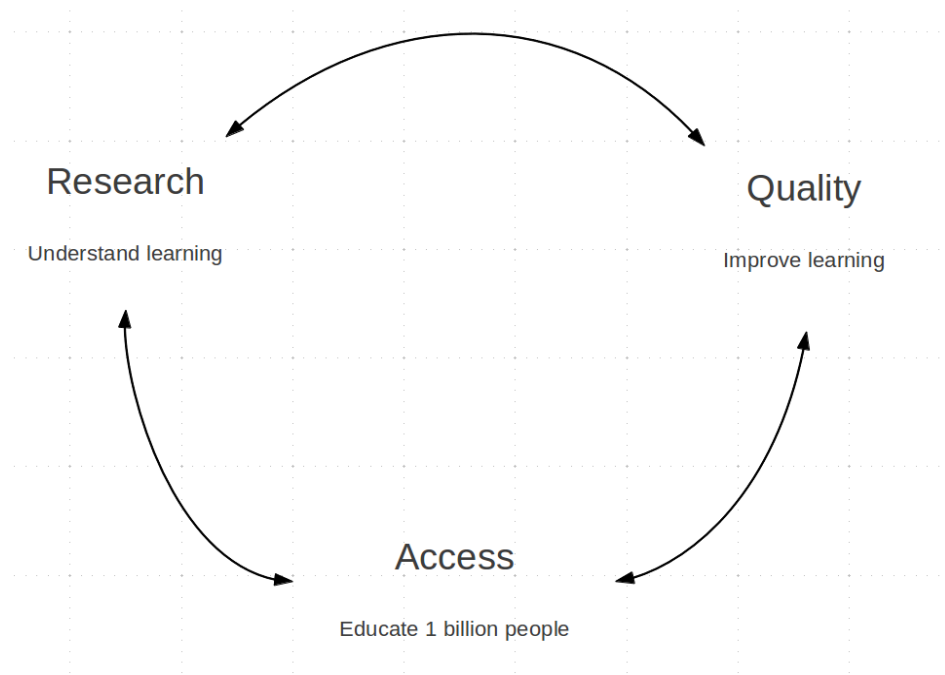 Research
Understand learning
Quality
Improve learning
Access
Educate 1 billion people